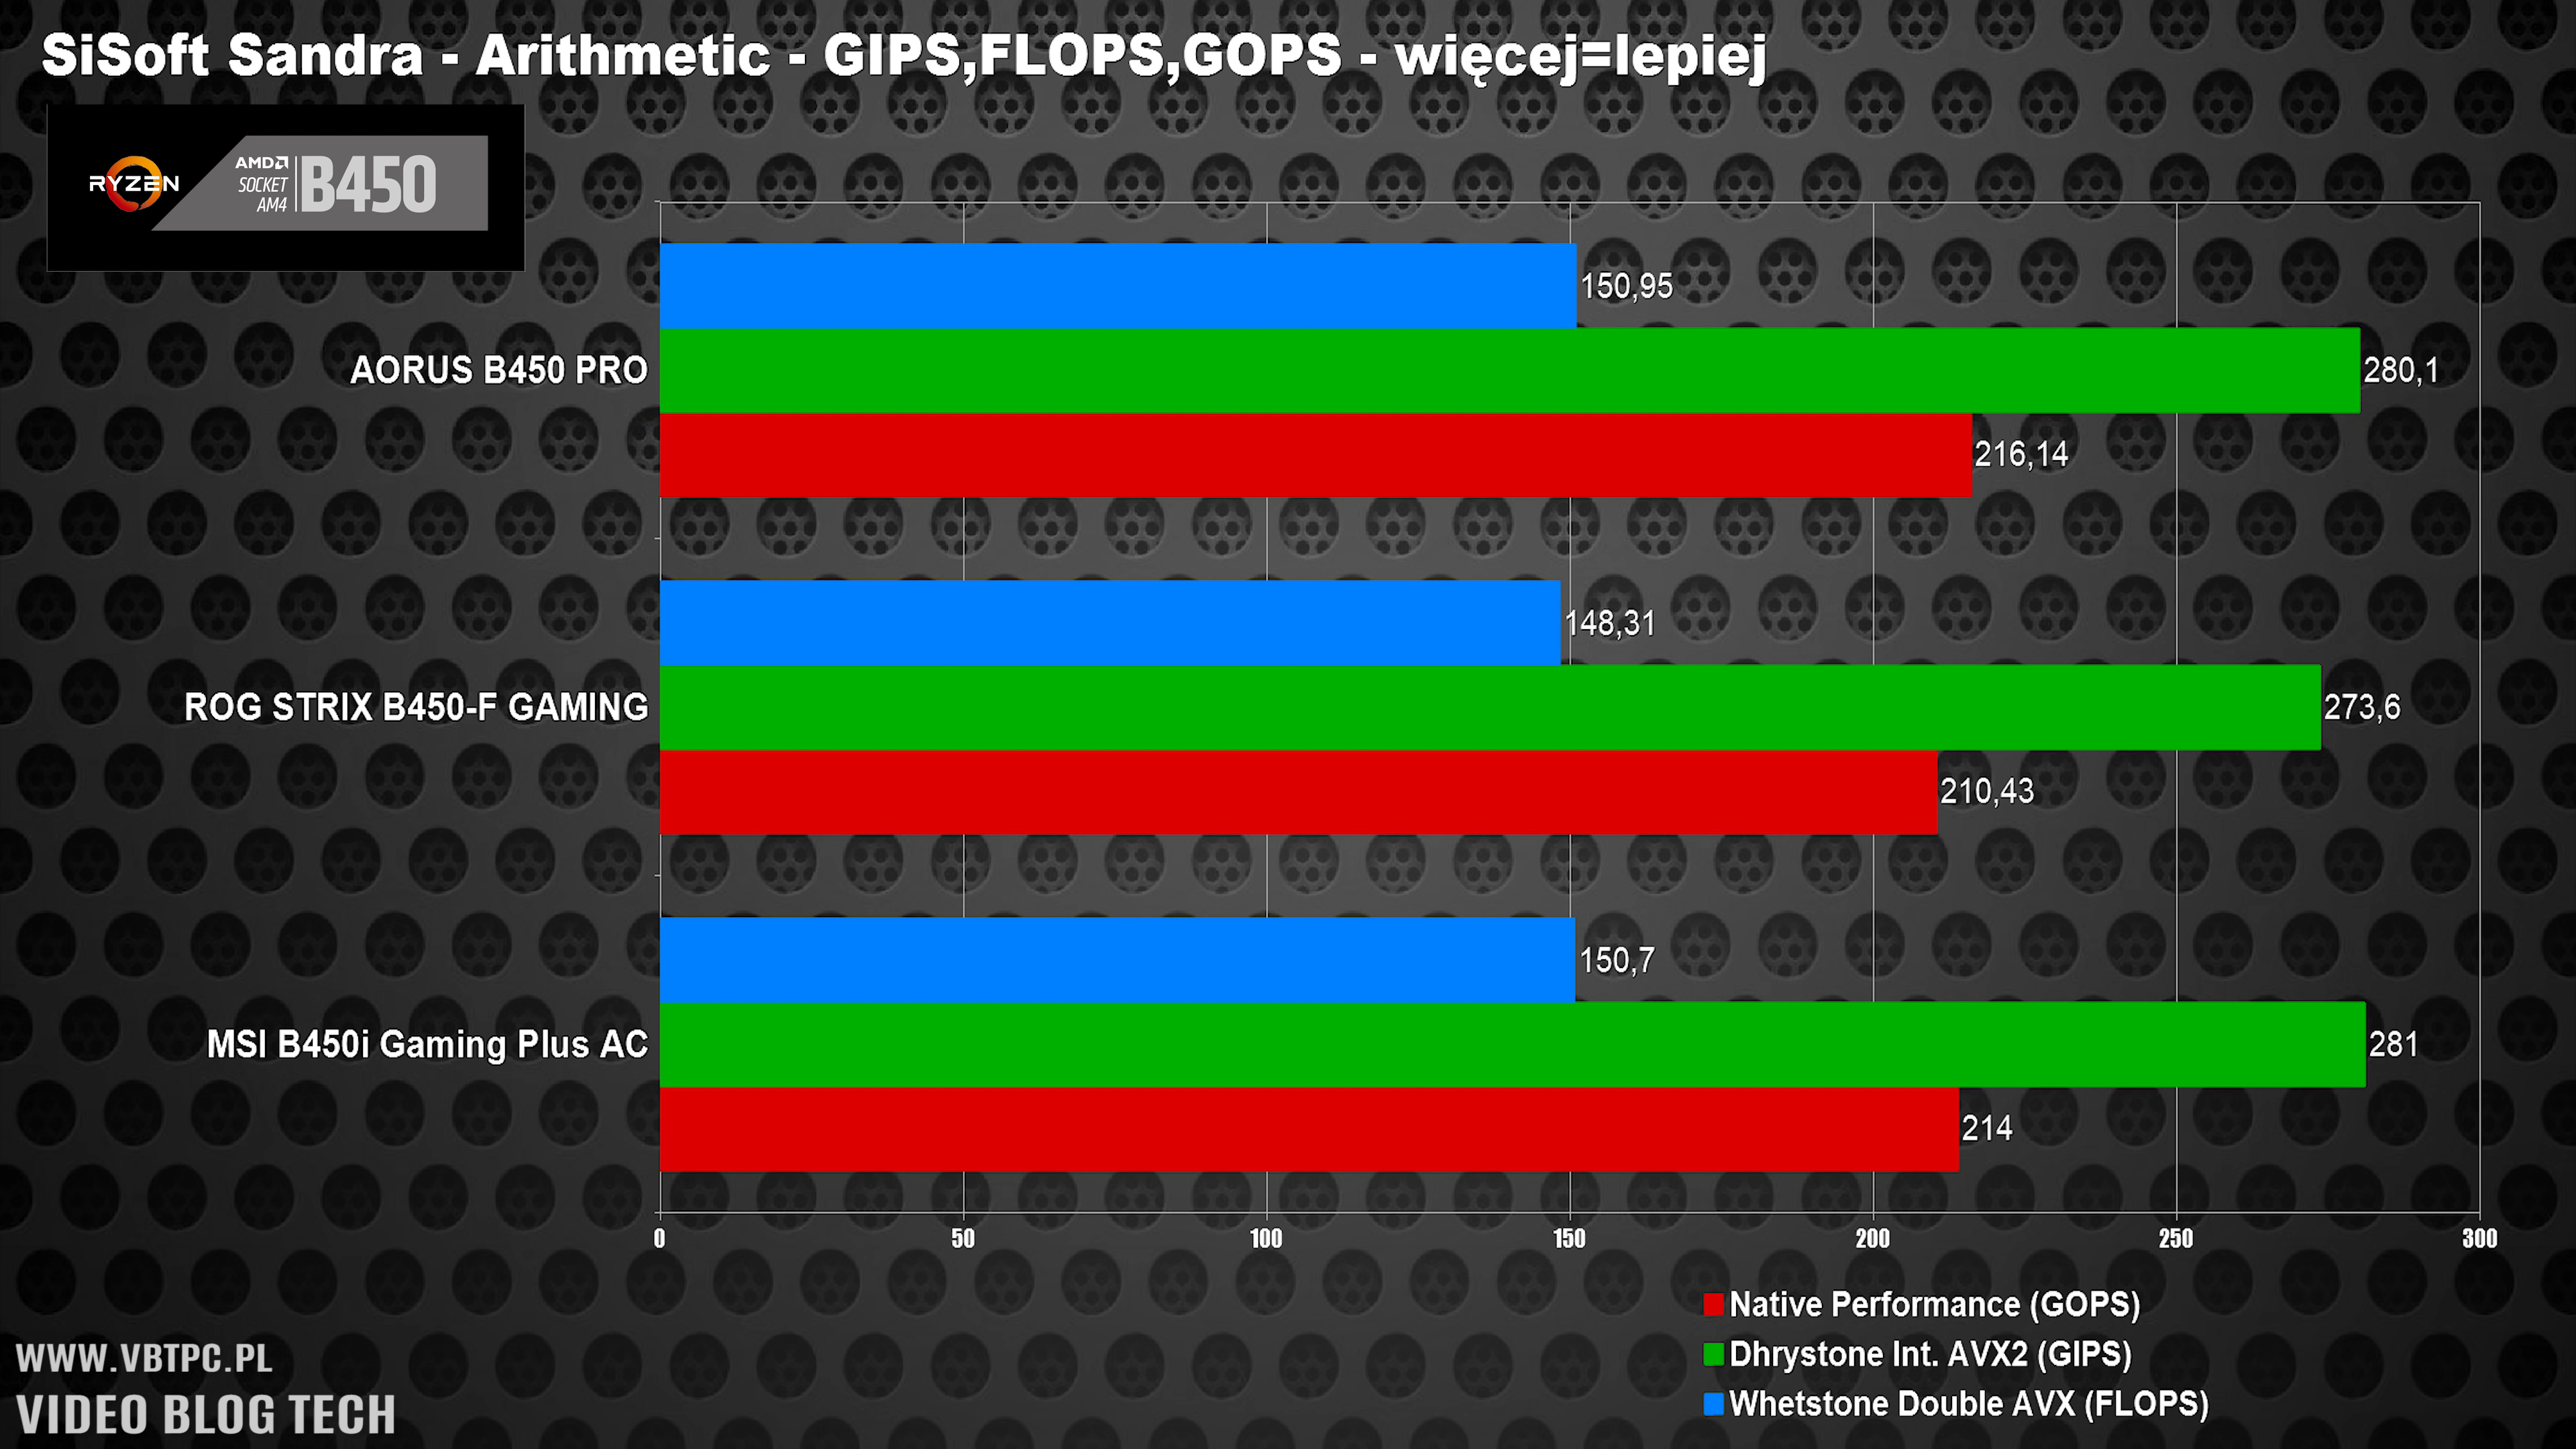 SiSoft Sandra - Arithmetic - GIPS,FLOPS,GOPS - więcej=lepiej
RYZEN
AMD
SOCKET
AM4
B450
150,95
AORUS B450 PRO
280,1
216,14
148,31
ROG STRIX B450-F GAMING
273,6
210,43
150,7
MSI B450i Gaming Plus AC
281
214
0 50 100 150 200 250 300
Native Performance (GOPS)
Dhrystone Int. AVX2 (GIPS)
Whetstone Double AVX (FLOPS)
WWW.VBTPC.PL
VIDEO BLOG TECH